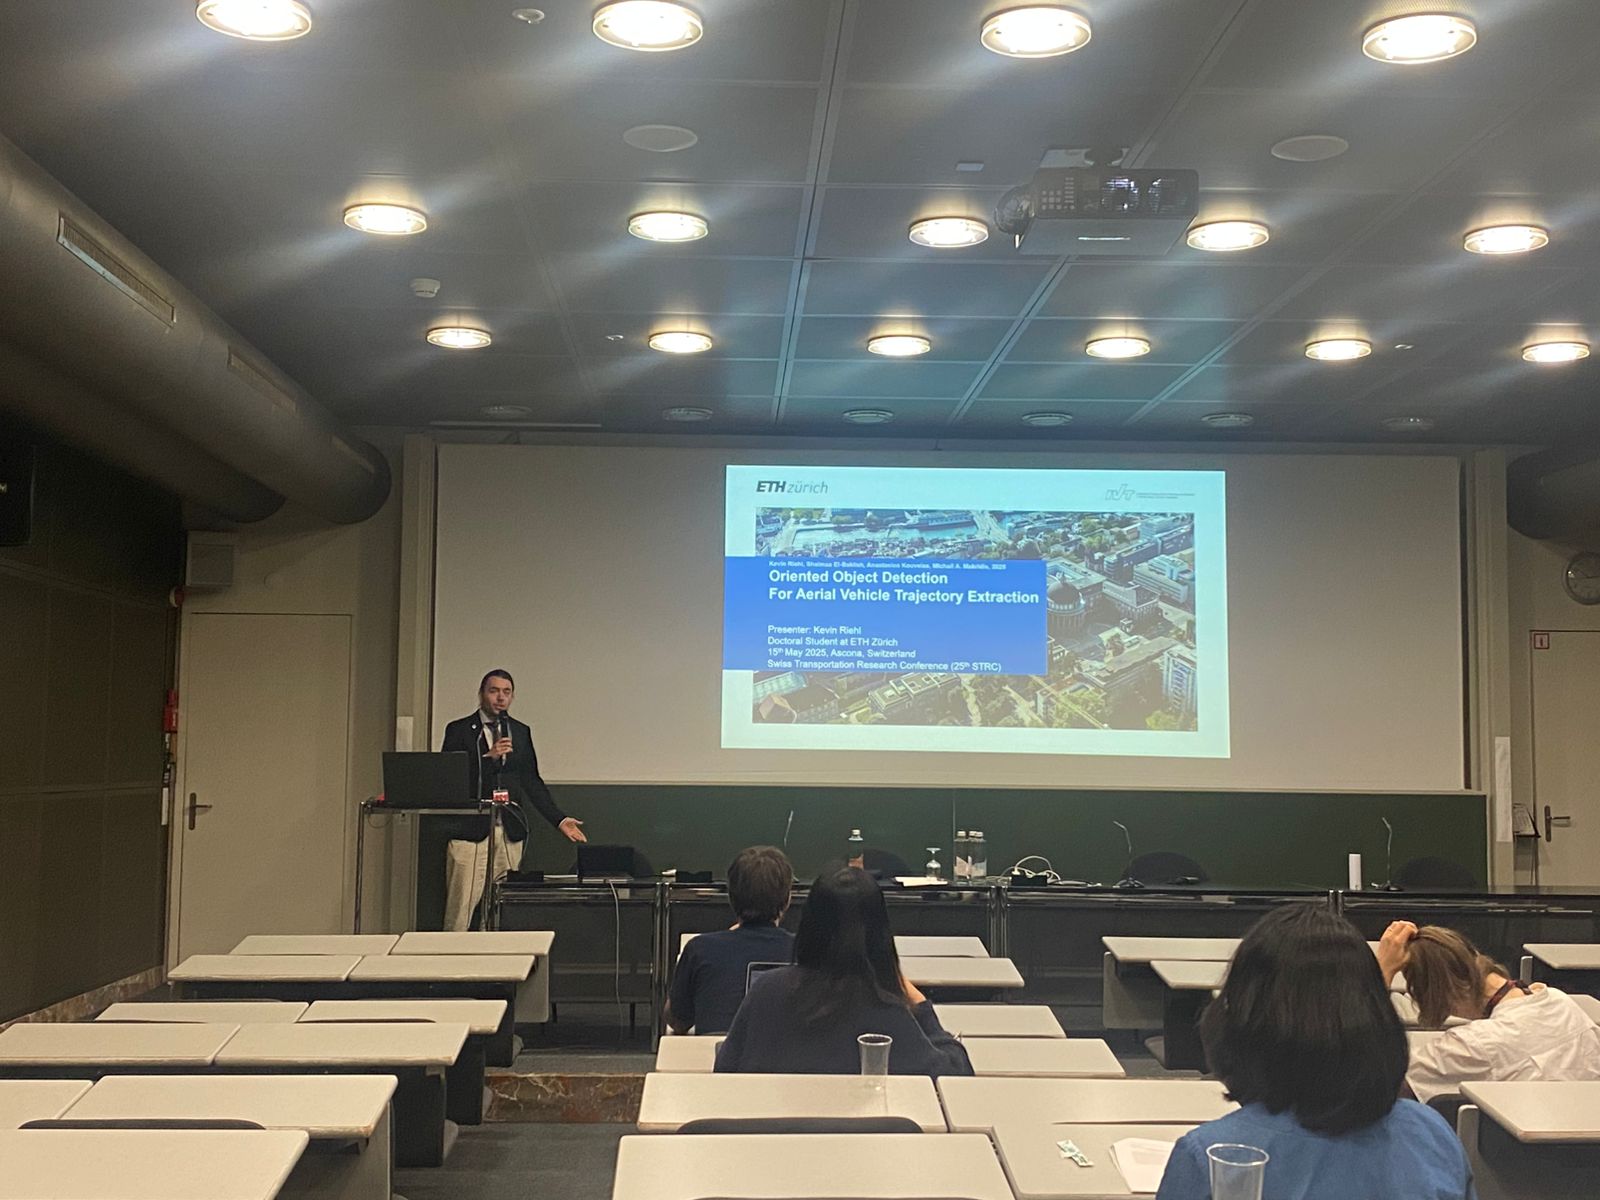 ETH zürich
IVT
Kevin Riehl, Shaimaa El-Baklish, Anastasios Kouvelas, Michail A. Makridis, 2025
Oriented Object Detection
For Aerial Vehicle Trajectory Extraction
Presenter: Kevin Riehl
Doctoral Student at ETH Zürich
15th May 2025, Ascona, Switzerland
Swiss Transportation Research Conference (25th STRC)